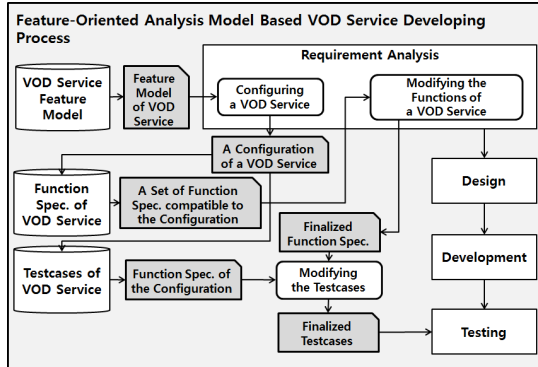 Feature-Oriented Analysis Model Based VOD Service Developing
Process
Requirement Analysis
VOD Service
Feature
Model
Feature
Model
of VOD
Service
Configuring
a VOD Service
Modifying the
Functions of
a VOD Service
A Configuration
of a VOD Service
Function
Spec. of
VOD Service
A Set of Function
Spec. compatible to
the Configuration
Design
Finalized
Function Spec.
Testcases of
VOD Service
Function Spec. of
the Configuration
Modifying
the Testcases
Development
Finalized
Testcases
Testing